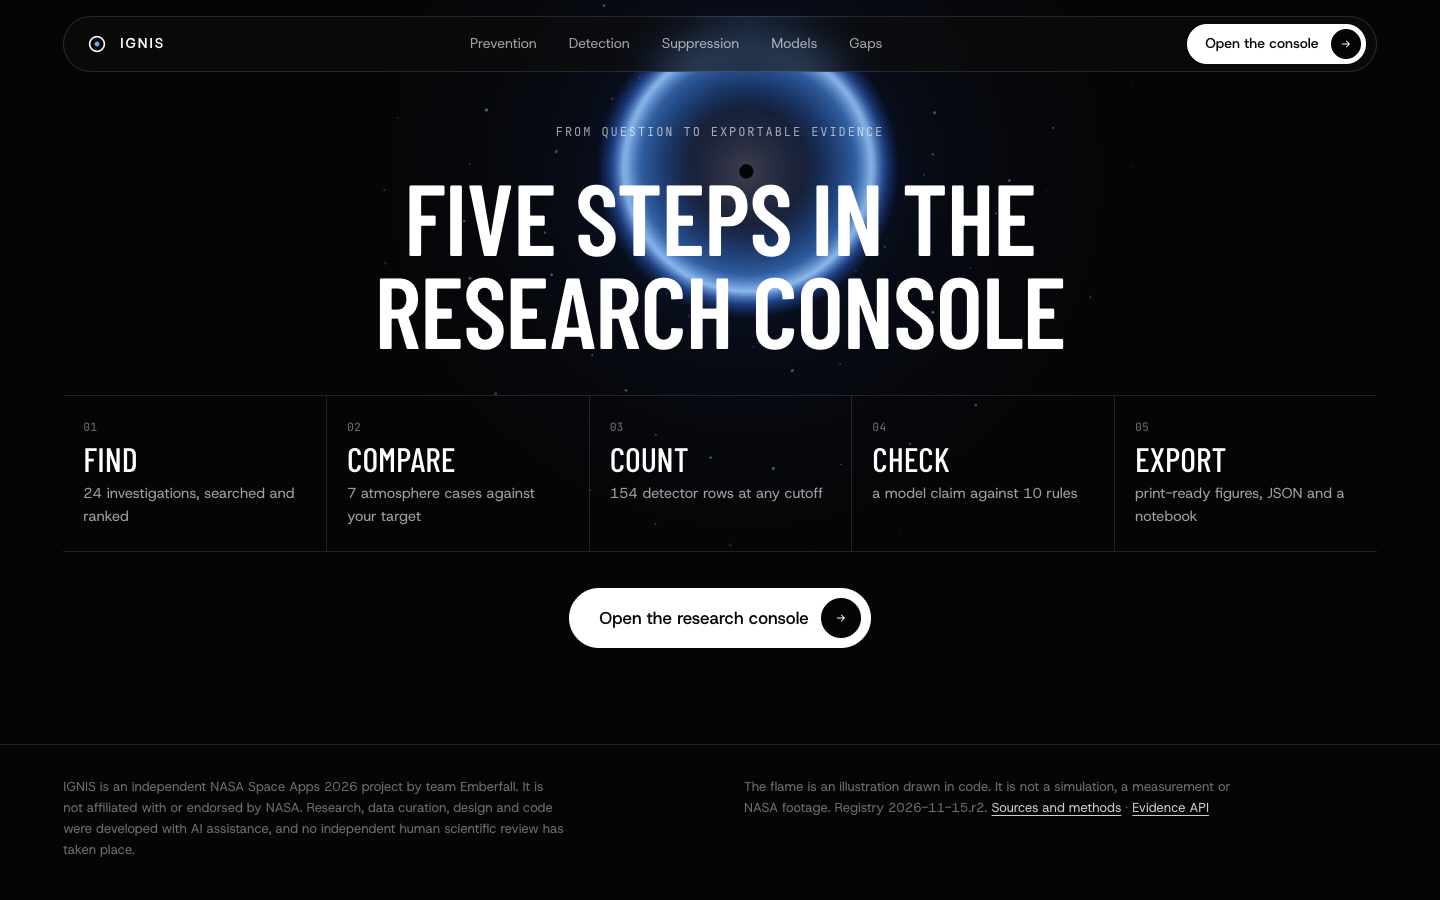 IGNIS
Prevention Detection Suppression Models Gaps
Open the console →
FROM QUESTION TO EXPORTABLE EVIDENCE
FIVE STEPS IN THE
RESEARCH CONSOLE
01
FIND
24 investigations, searched and
ranked
02
COMPARE
7 atmosphere cases against
your target
03
COUNT
154 detector rows at any cutoff
04
CHECK
a model claim against 10 rules
05
EXPORT
print-ready figures, JSON and a
notebook
Open the research console →
IGNIS is an independent NASA Space Apps 2026 project by team Emberfall. It is
not affiliated with or endorsed by NASA. Research, data curation, design and code
were developed with AI assistance, and no independent human scientific review has
taken place.
The flame is an illustration drawn in code. It is not a simulation, a measurement or
NASA footage. Registry 2026-11-15.r2. Sources and methods · Evidence API